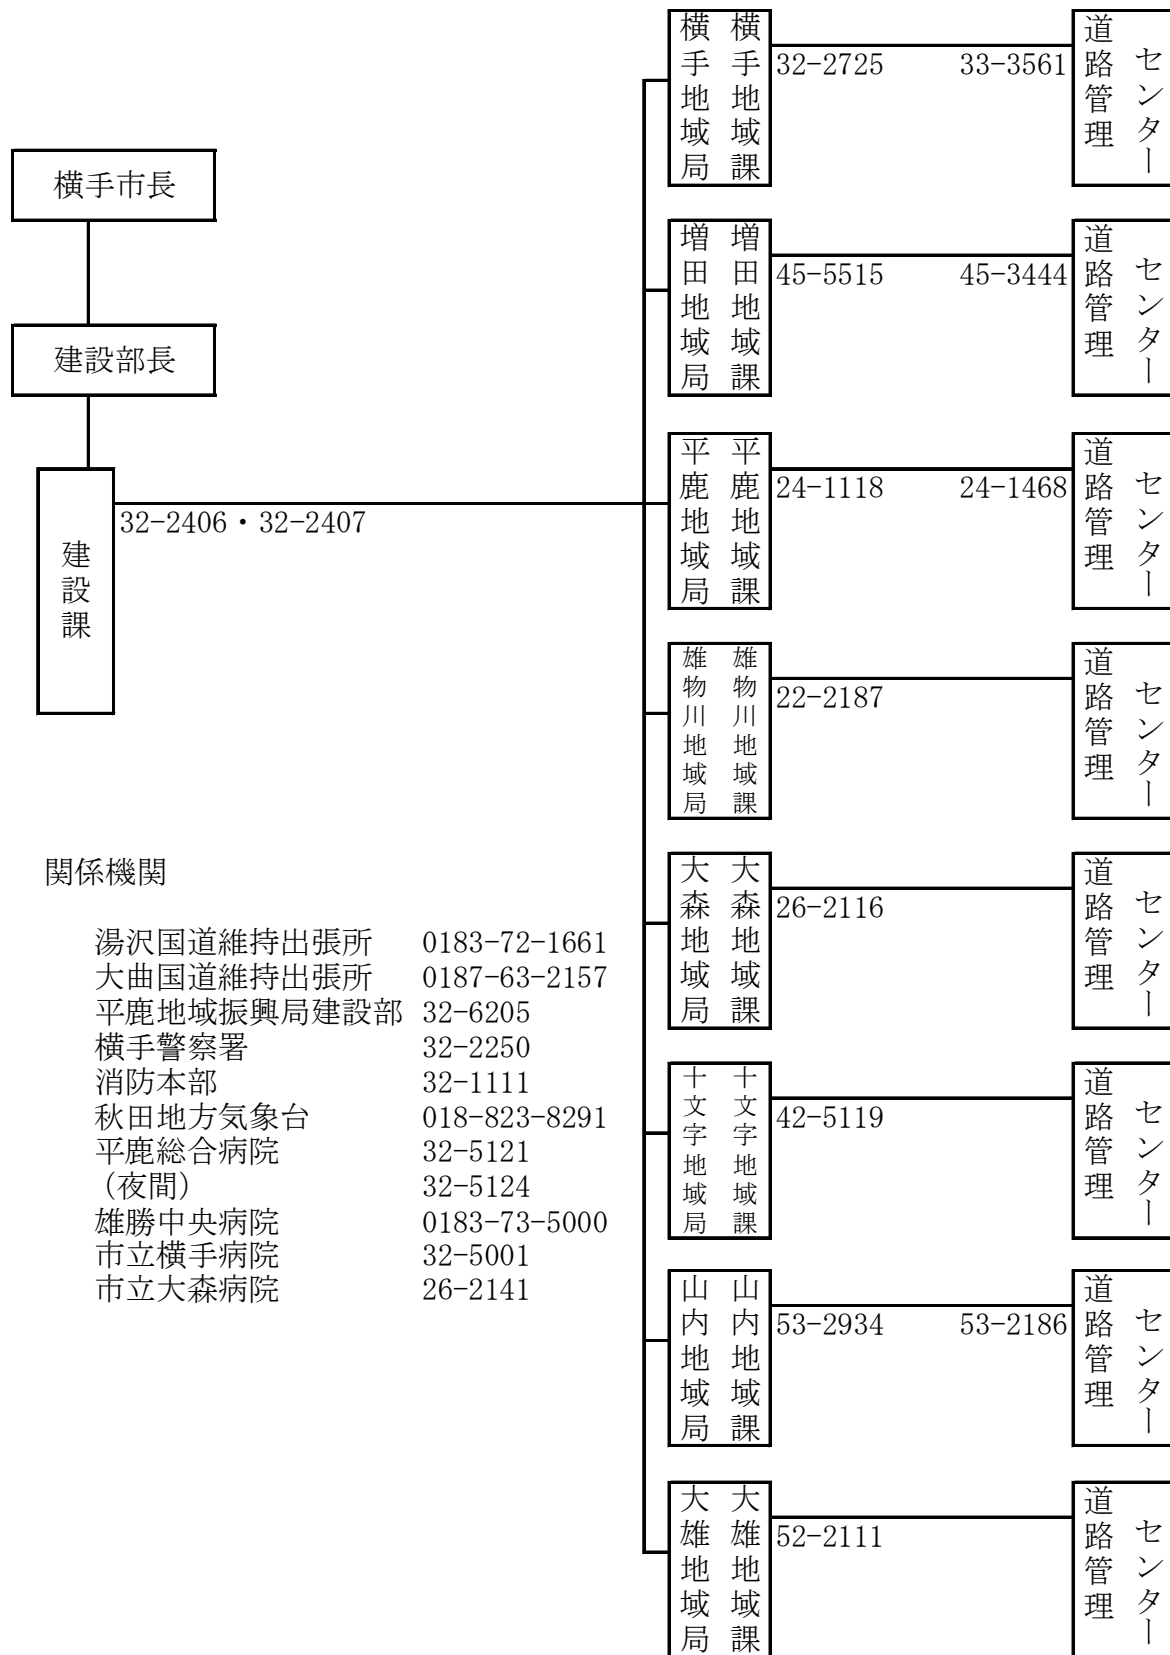 横手市長
建設部長
建設課
32-2406・32-2407
横手地域局
横手地域課
32-2725
33-3561
道路管理
センター
増田地域局
増田地域課
45-5515
45-3444
道路管理
センター
平鹿地域局
平鹿地域課
24-1118
24-1468
道路管理
センター
雄物川地域局
雄物川地域課
22-2187
道路管理
センター
大森地域局
大森地域課
26-2116
道路管理
センター
十文字地域局
十文字地域課
42-5119
道路管理
センター
山内地域局
山内地域課
53-2934
53-2186
道路管理
センター
大雄地域局
大雄地域課
52-2111
道路管理
センター
関係機関
湯沢国道維持出張所 0183-72-1661
大曲国道維持出張所 0187-63-2157
平鹿地域振興局建設部 32-6205
横手警察署 32-2250
消防本部 32-1111
秋田地方気象台 018-823-8291
平鹿総合病院 32-5121
(夜間) 32-5124
雄勝中央病院 0183-73-5000
市立横手病院 32-5001
市立大森病院 26-2141